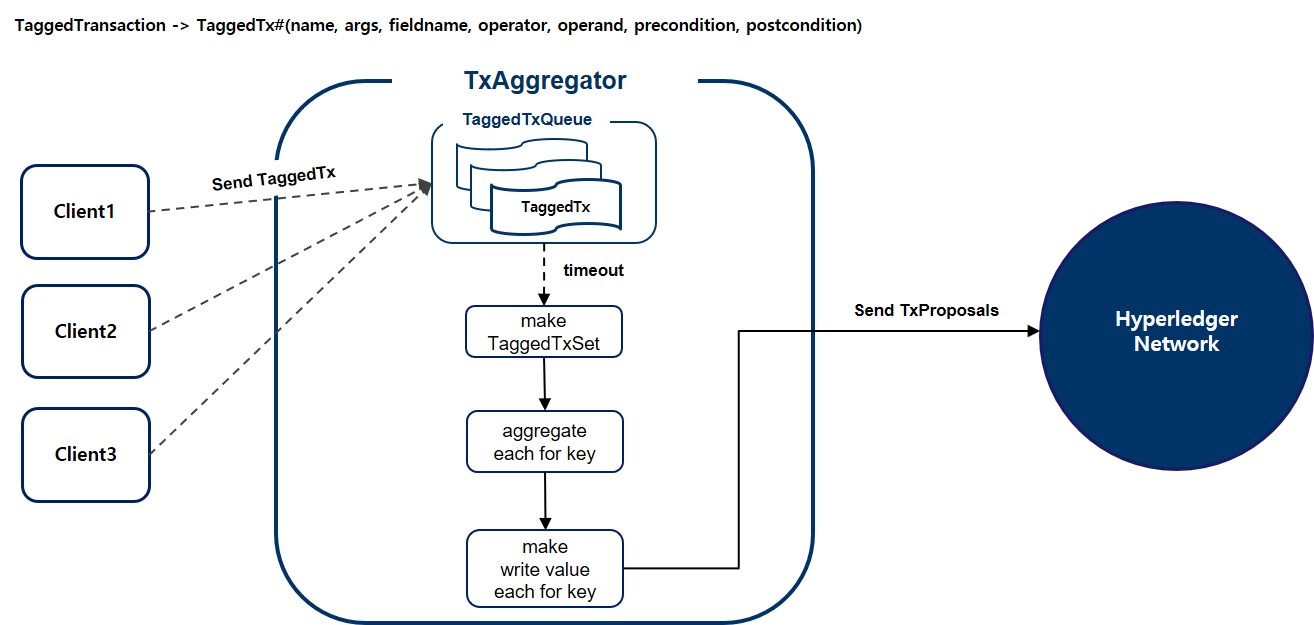 TaggedTransaction -> TaggedTx#(name, args, fieldname, operator, operand, precondition, postcondition)
TxAggregator
TaggedTxQueue
TaggedTx
Send TaggedTx
Client1
Client2
Client3
timeout
make
TaggedTxSet
aggregate
each for key
make
write value
each for key
Send TxProposals
Hyperledger
Network